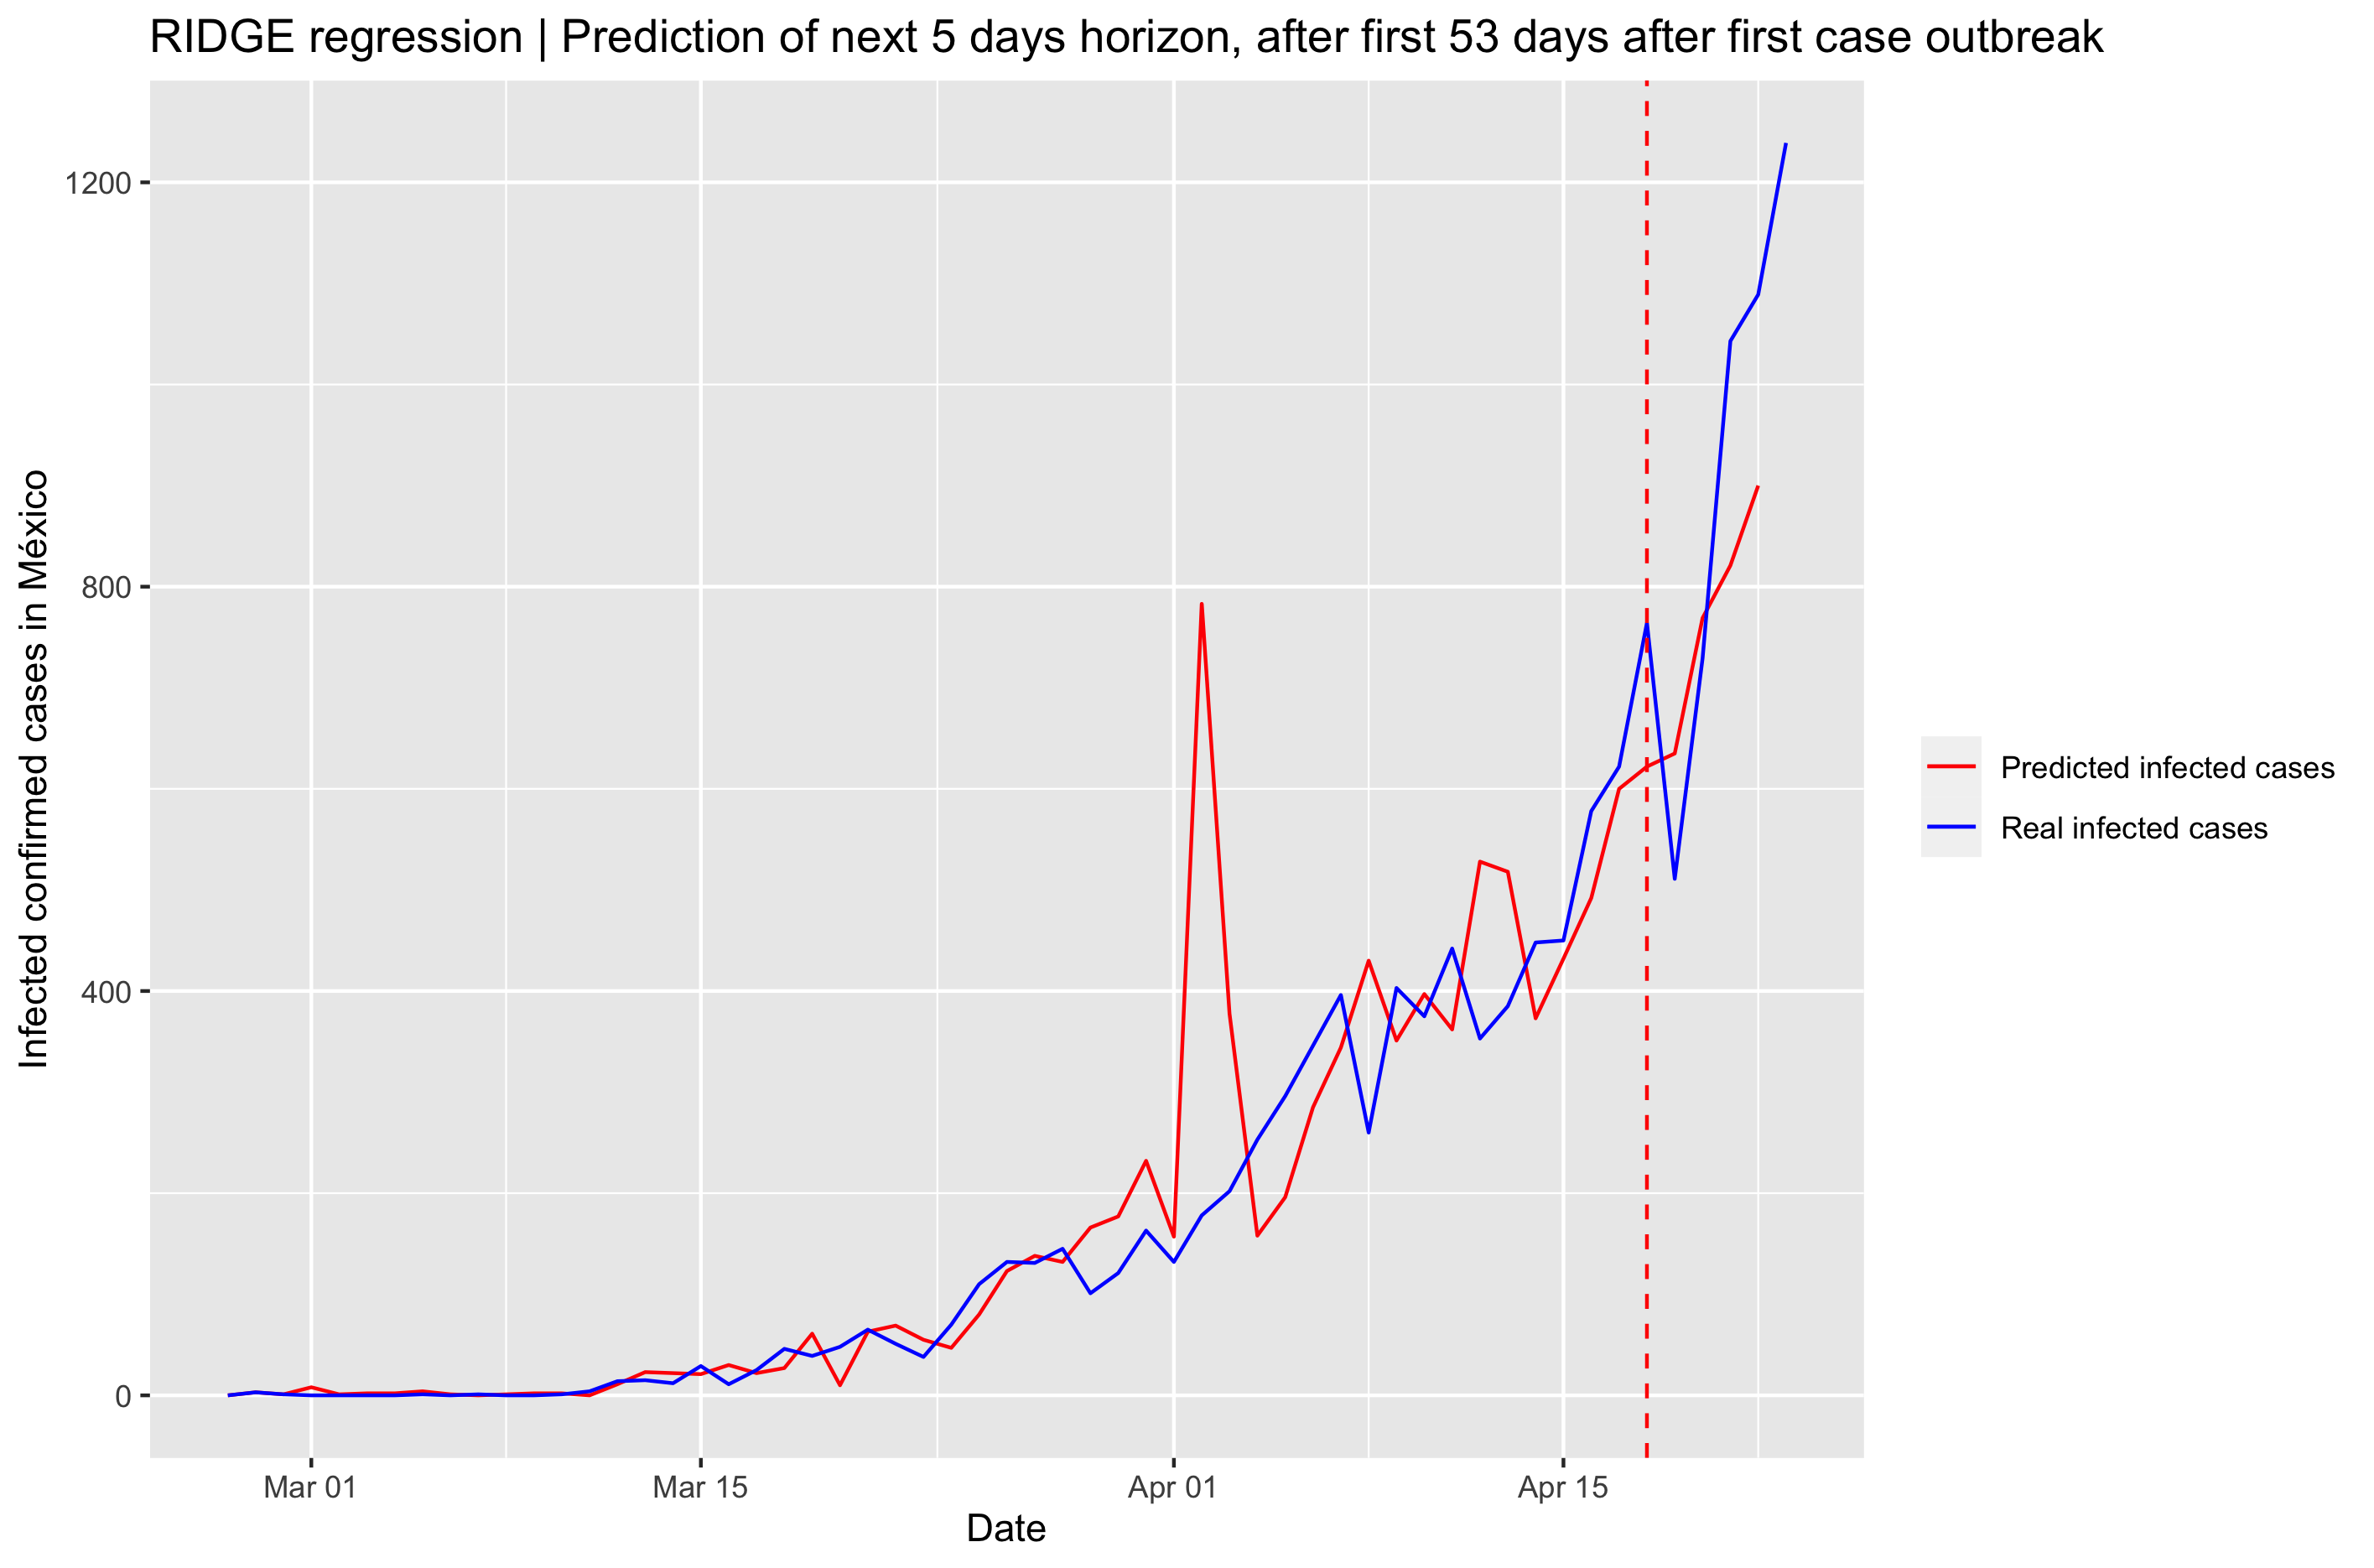 RIDGE regression | Prediction of next 5 days horizon, after first 53 days after first case outbreak
Infected confirmed cases in México
1200
800
400
0
Mar 01
Mar 15
Apr 01
Apr 15
Date
Predicted infected cases
Real infected cases